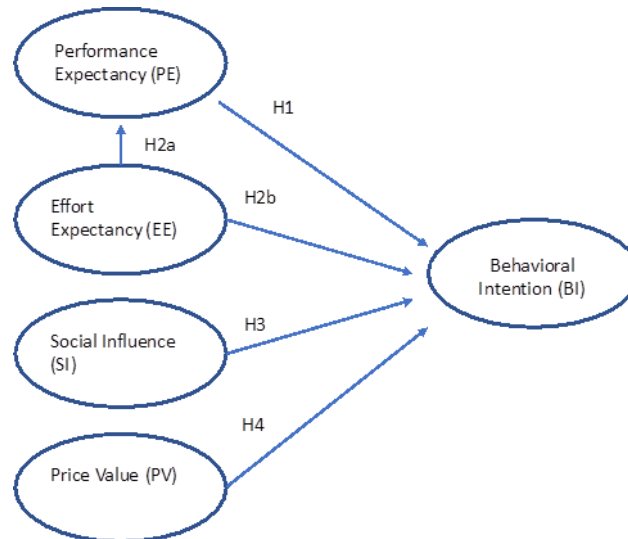 Performance
Expectancy (PE)
H1
H2a
Effort
Expectancy (EE)
H2b
Behavioral
Intention (BI)
Social Influence
(SI)
H3
H4
Price Value (PV)